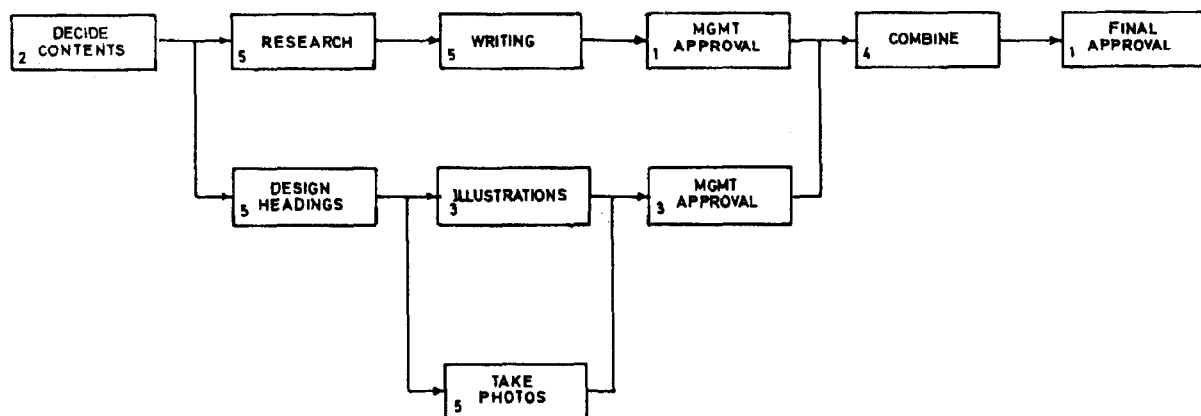 DECIDE
CONTENTS
2
RESEARCH
5
WRITING
5
MGMT
APPROVAL
1
COMBINE
4
FINAL
APPROVAL
1
DESIGN
HEADINGS
5
ILLUSTRATIONS
3
MGMT
APPROVAL
3
TAKE
PHOTOS
5